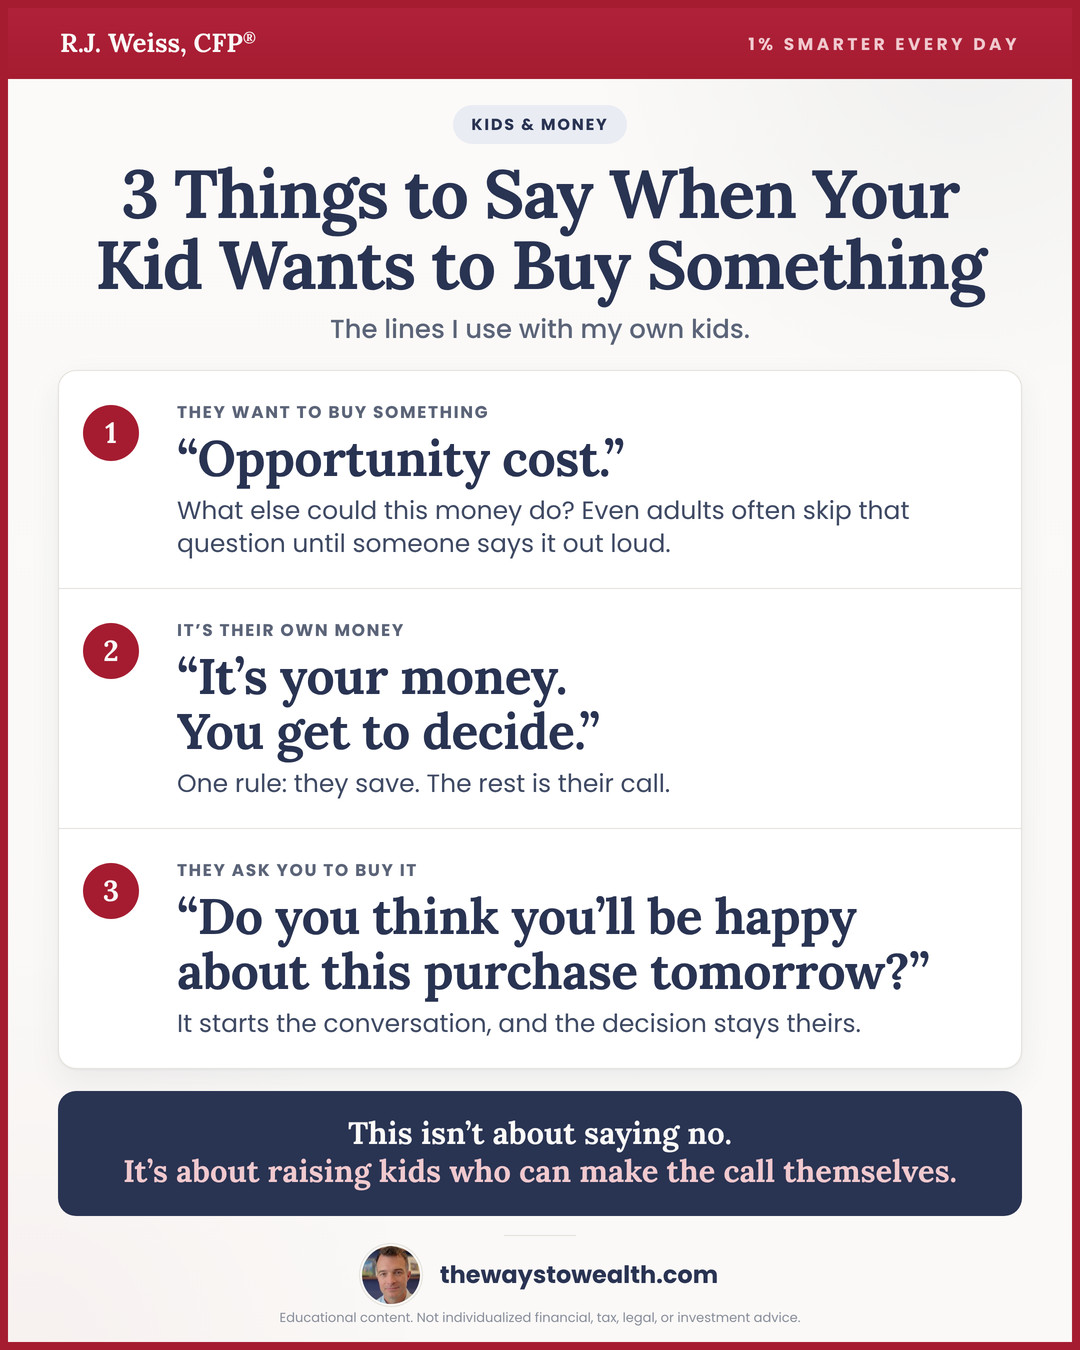 R.J. Weiss, CFP®
1% SMARTER EVERY DAY
KIDS & MONEY
3 Things to Say When Your
Kid Wants to Buy Something
The lines I use with my own kids.
1
THEY WANT TO BUY SOMETHING
“Opportunity cost.”
What else could this money do? Even adults often skip that
question until someone says it out loud.
2
IT’S THEIR OWN MONEY
“It’s your money.
You get to decide.”
One rule: they save. The rest is their call.
3
THEY ASK YOU TO BUY IT
“Do you think you’ll be happy
about this purchase tomorrow?”
It starts the conversation, and the decision stays theirs.
This isn’t about saying no.
It’s about raising kids who can make the call themselves.
thewaystowealth.com
Educational content. Not individualized financial, tax, legal, or investment advice.